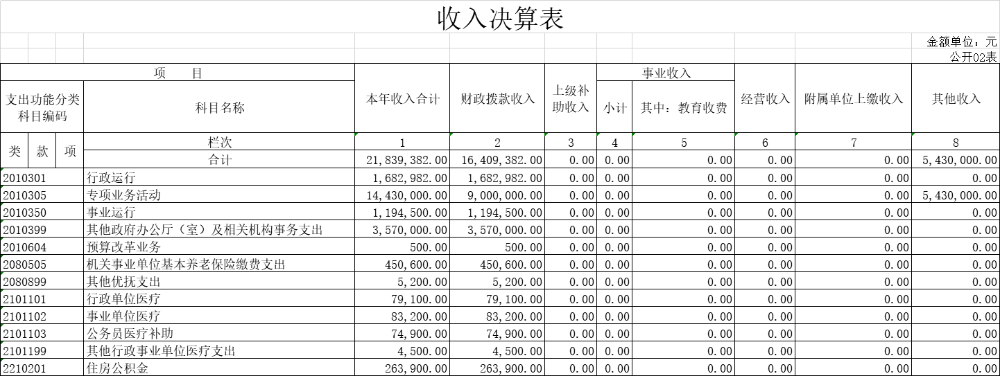 收入决算表
金额单位：元
公开02表
项 目 本年收入合计 财政拨款收入 上级补助收入 事业收入 经营收入 附属单位上缴收入 其他收入
支出功能分类科目编码 科目名称 小计 其中：教育收费
类 款 项 栏次 1 2 3 4 5 6 7 8
合计 21,839,382.00 16,409,382.00 0.00 0.00 0.00 0.00 0.00 5,430,000.00
2010301 行政运行 1,682,982.00 1,682,982.00 0.00 0.00 0.00 0.00 0.00 0.00
2010305 专项业务活动 14,430,000.00 9,000,000.00 0.00 0.00 0.00 0.00 0.00 5,430,000.00
2010350 事业运行 1,194,500.00 1,194,500.00 0.00 0.00 0.00 0.00 0.00 0.00
2010399 其他政府办公厅（室）及相关机构事务支出 3,570,000.00 3,570,000.00 0.00 0.00 0.00 0.00 0.00 0.00
2010604 预算改革业务 500.00 500.00 0.00 0.00 0.00 0.00 0.00 0.00
2080505 机关事业单位基本养老保险缴费支出 450,600.00 450,600.00 0.00 0.00 0.00 0.00 0.00 0.00
2080899 其他优抚支出 5,200.00 5,200.00 0.00 0.00 0.00 0.00 0.00 0.00
2101101 行政单位医疗 79,100.00 79,100.00 0.00 0.00 0.00 0.00 0.00 0.00
2101102 事业单位医疗 83,200.00 83,200.00 0.00 0.00 0.00 0.00 0.00 0.00
2101103 公务员医疗补助 74,900.00 74,900.00 0.00 0.00 0.00 0.00 0.00 0.00
2101199 其他行政事业单位医疗支出 4,500.00 4,500.00 0.00 0.00 0.00 0.00 0.00 0.00
2210201 住房公积金 263,900.00 263,900.00 0.00 0.00 0.00 0.00 0.00 0.00